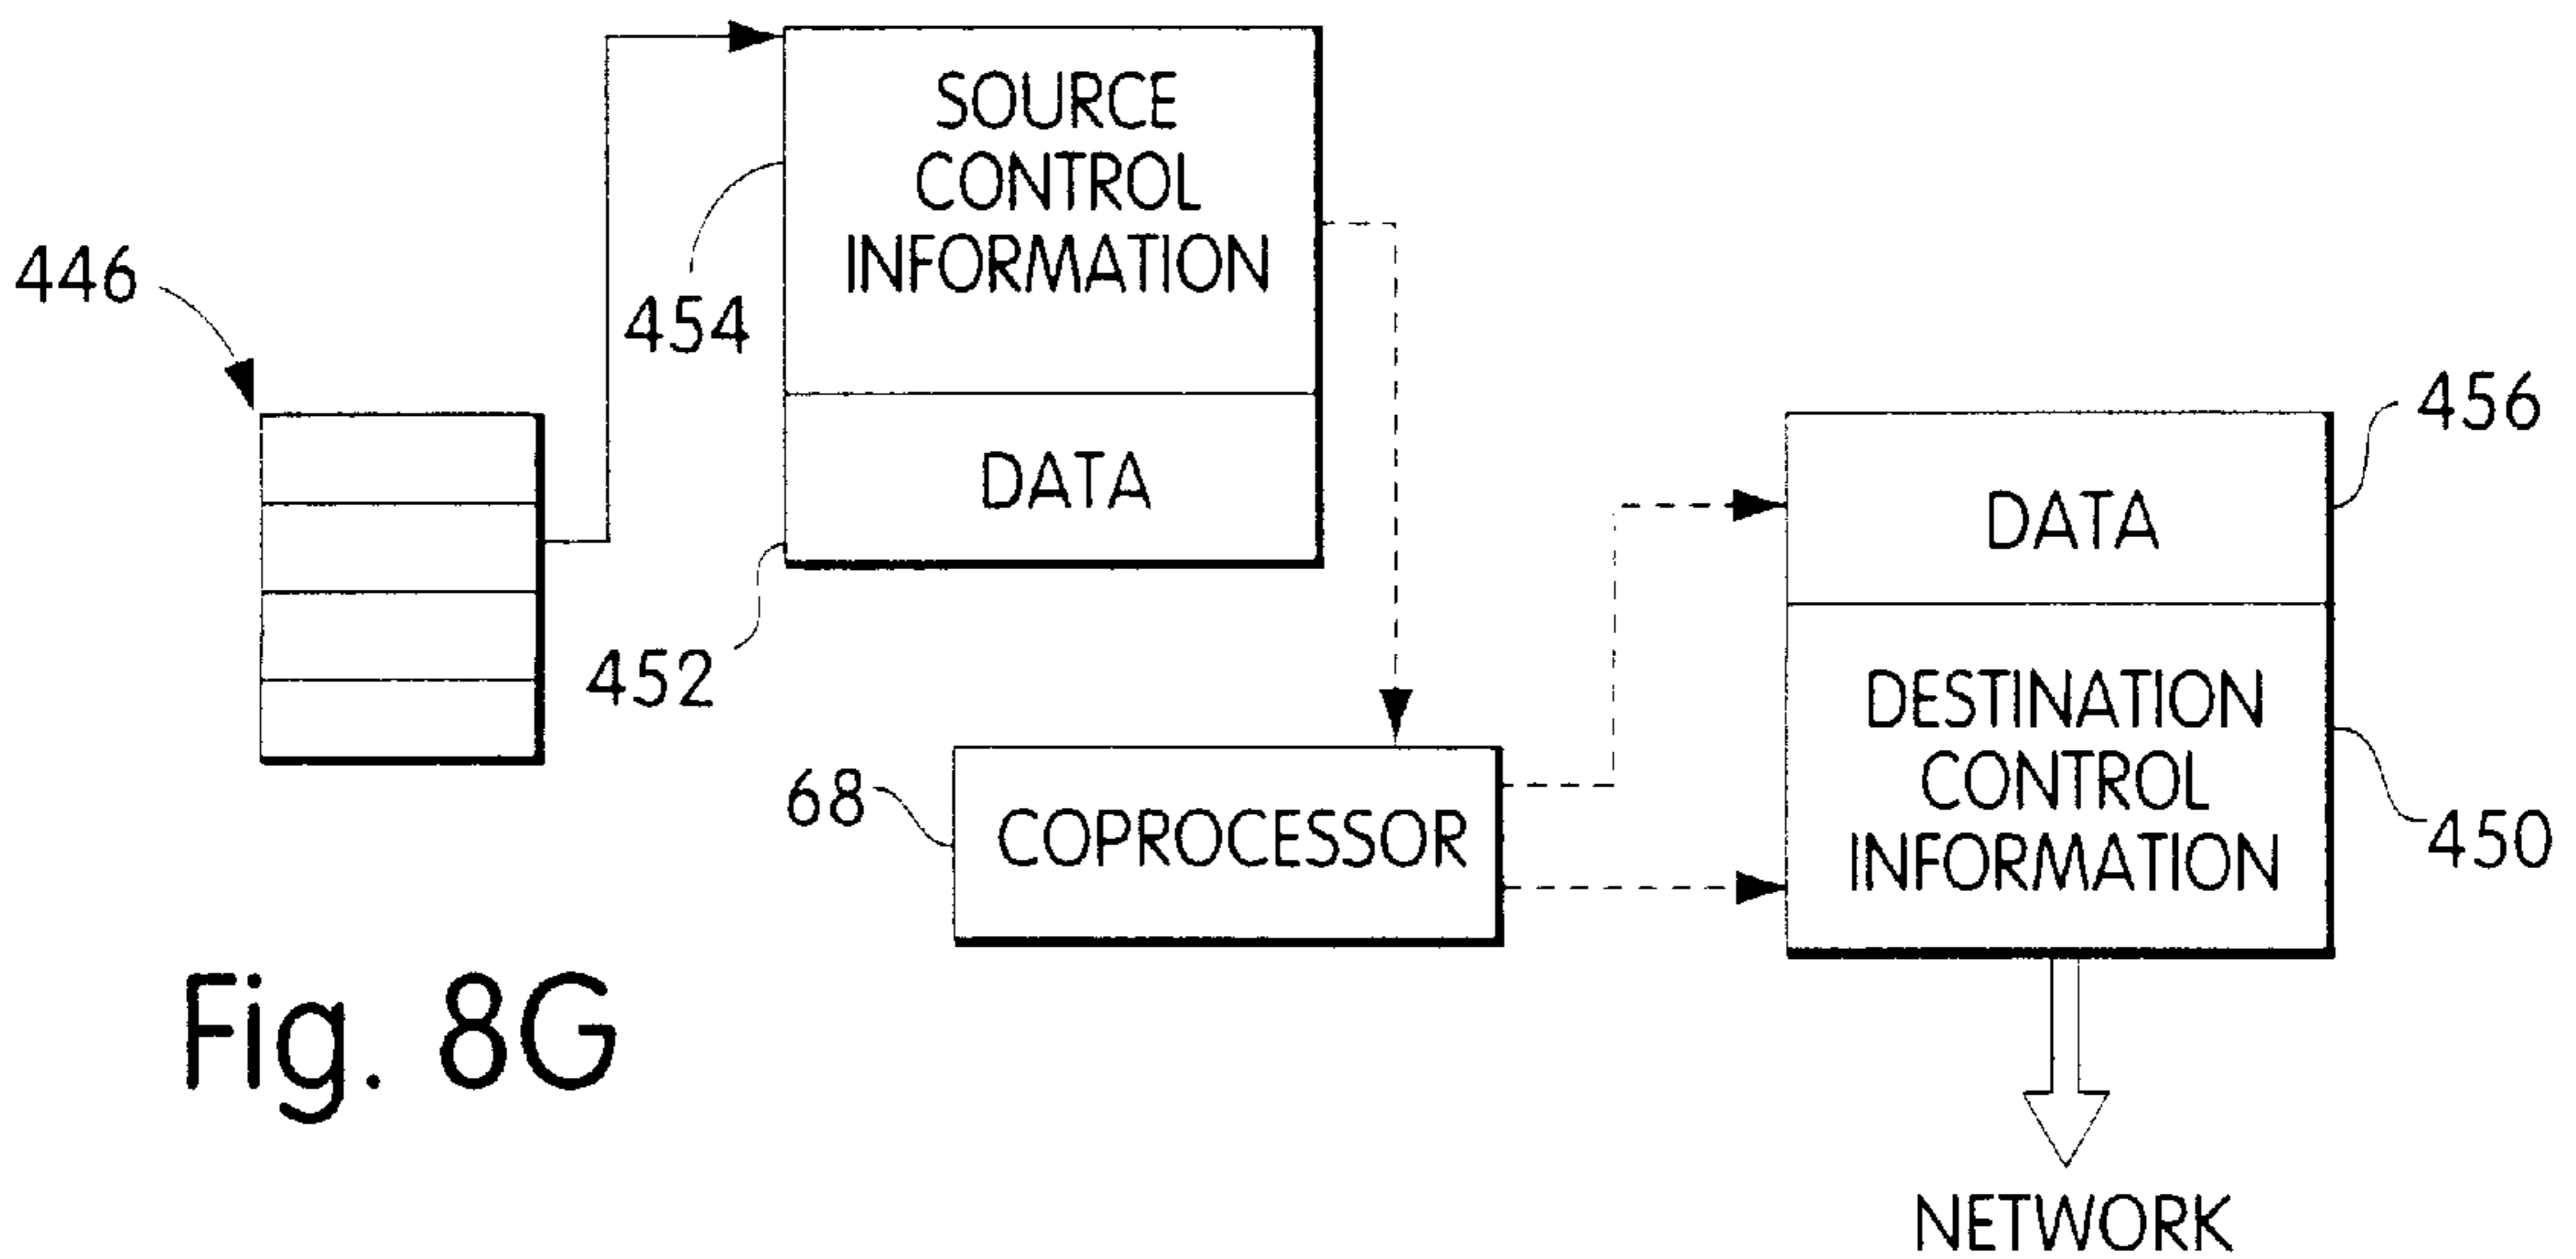 SOURCE
CONTROL
INFORMATION
446
454
DATA
456
DATA
452
DESTINATION
CONTROL
INFORMATION
68
COPROCESSOR
450
Fig. 8G
NETWORK